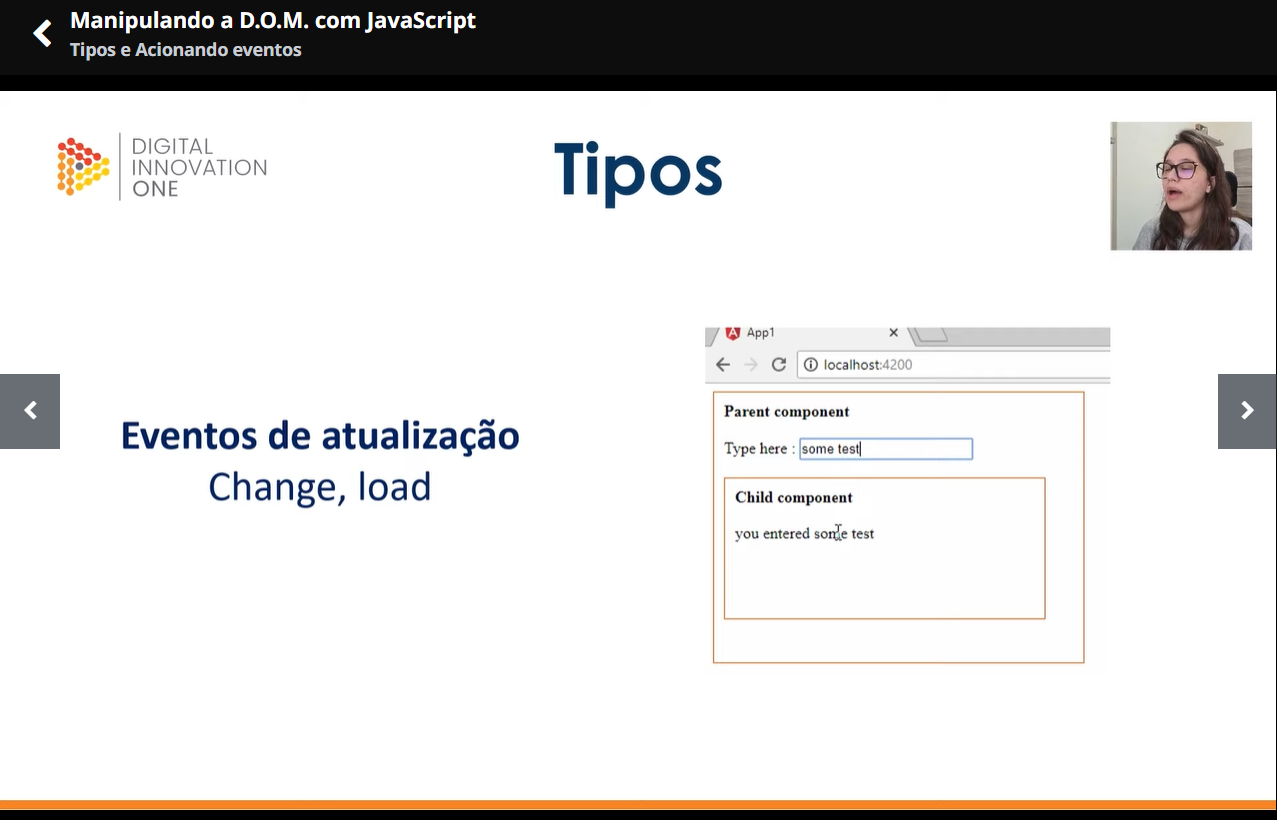 Manipulando a D.O.M. com JavaScript
Tipos e Acionando eventos
DIGITAL
INNOVATION
ONE
Tipos
Eventos de atualização
Change, load
App1
localhost:4200
Parent component
Type here : some test
Child component
you entered some test